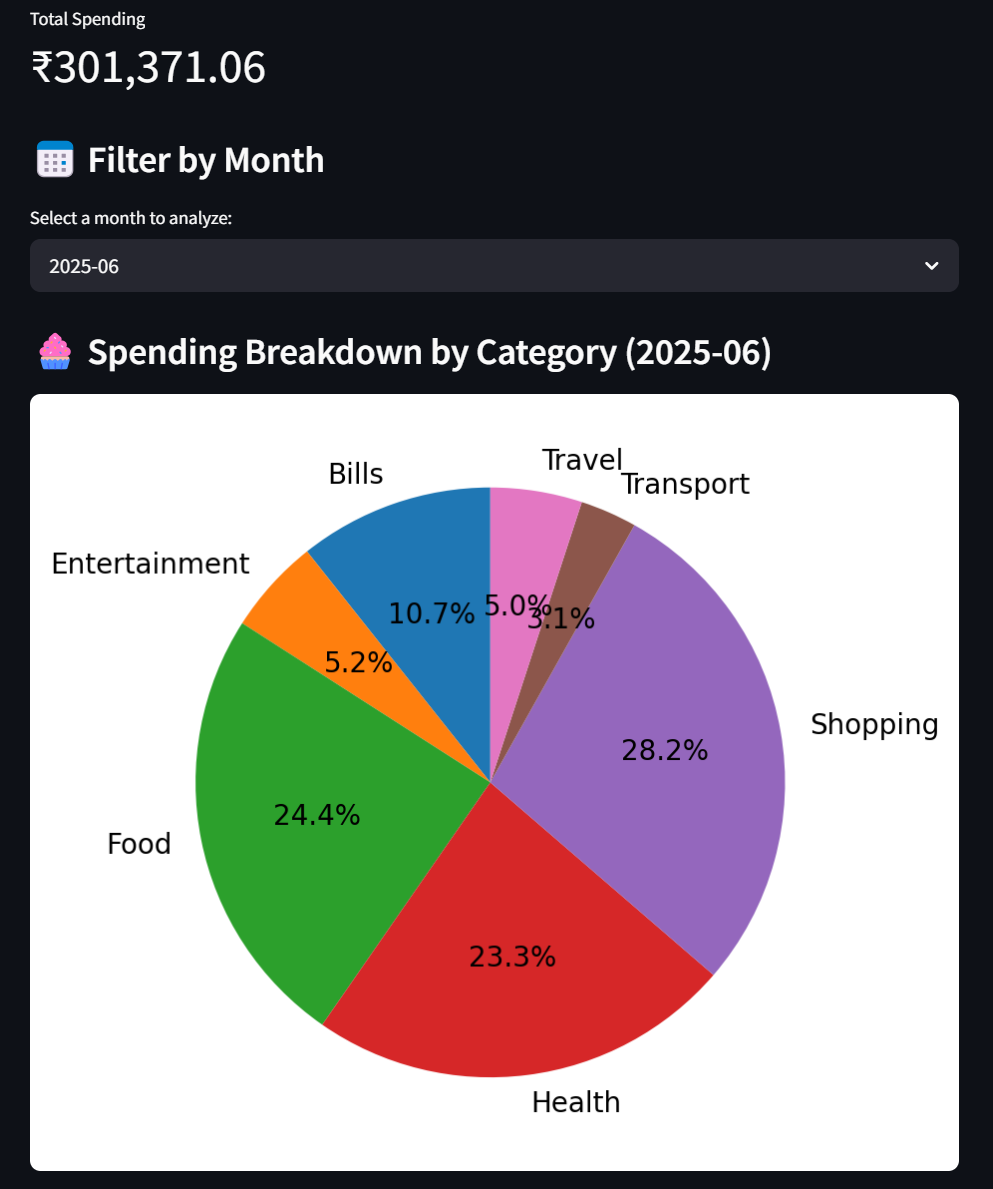 Total Spending
₹301,371.06
Filter by Month
Select a month to analyze:
2025-06
Spending Breakdown by Category (2025-06)
Travel
Bills
Transport
Entertainment
5.0%
10.7%
3.1%
5.2%
Shopping
28.2%
24.4%
Food
23.3%
Health